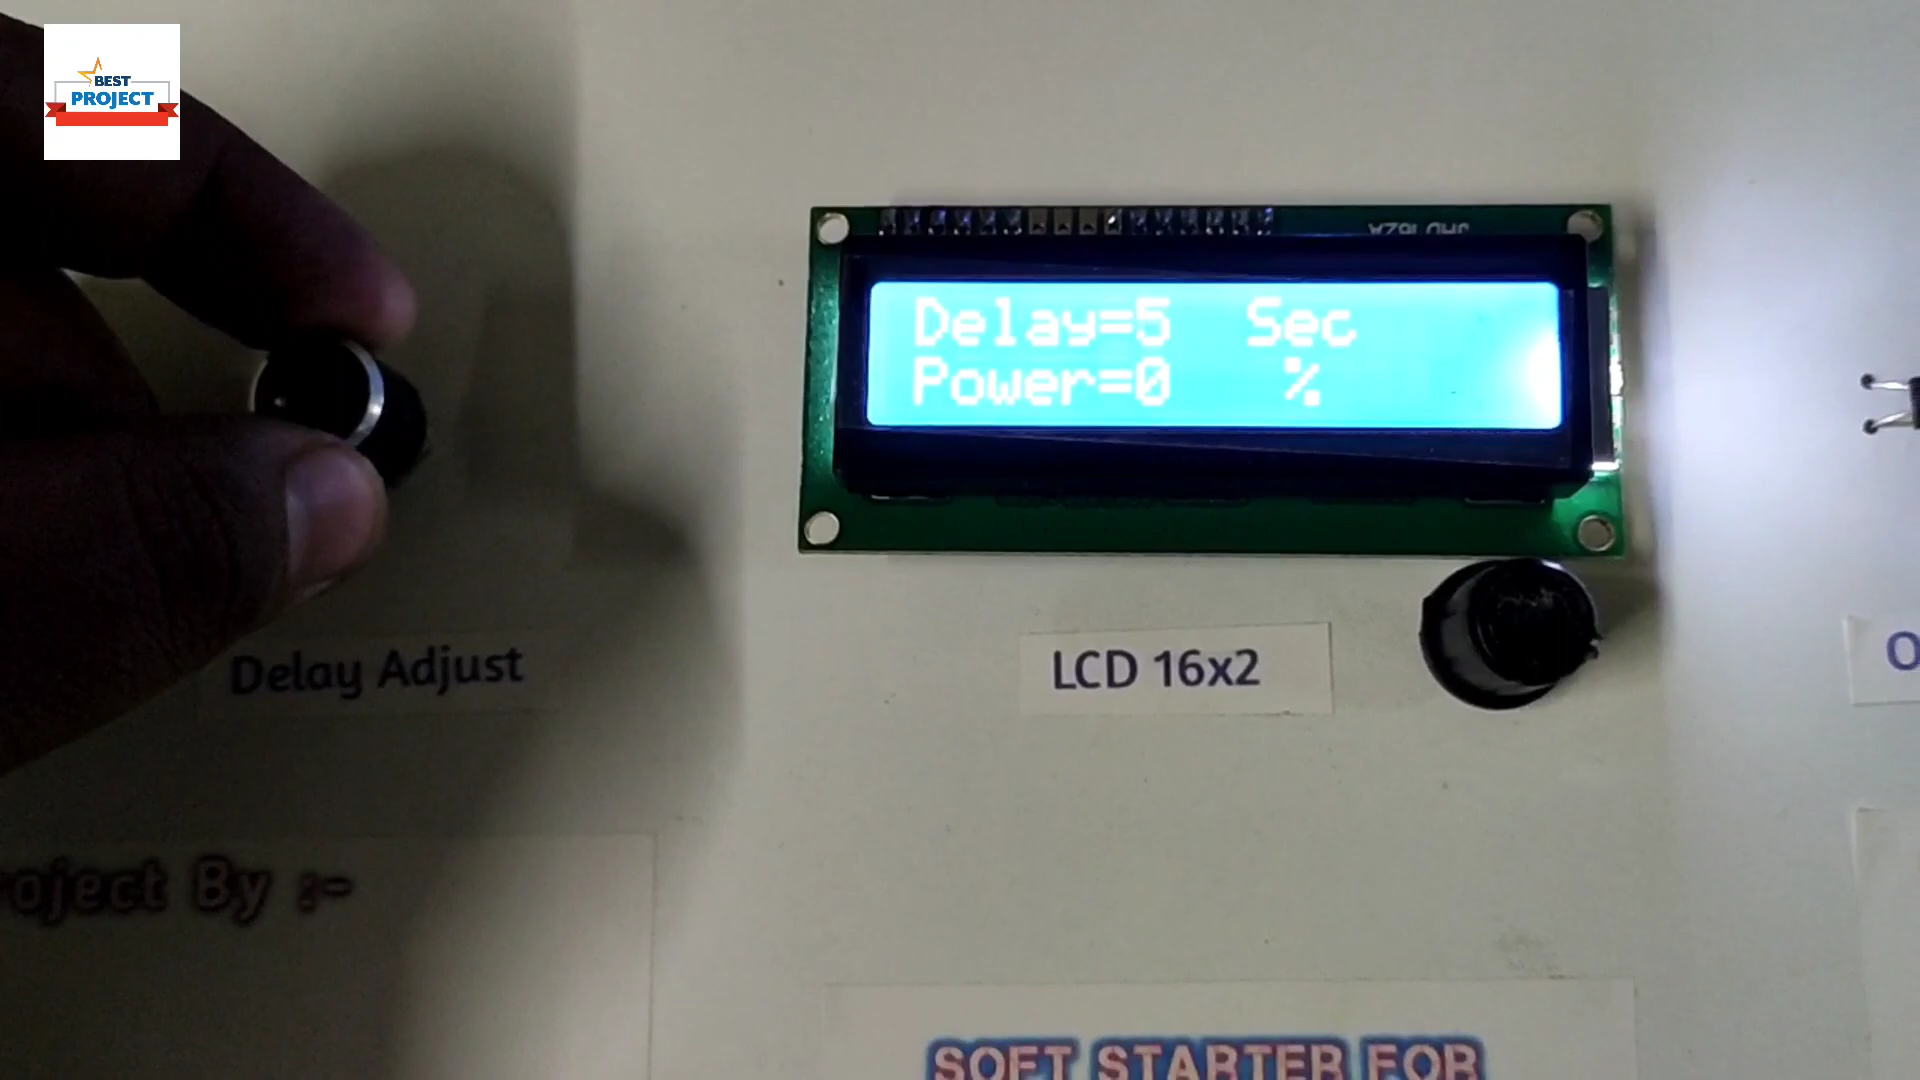 BEST
PROJECT
Delay=5 Sec
Power=0 %
Delay Adjust
LCD 16x2
oject By :-
SOFT STARTER FOR